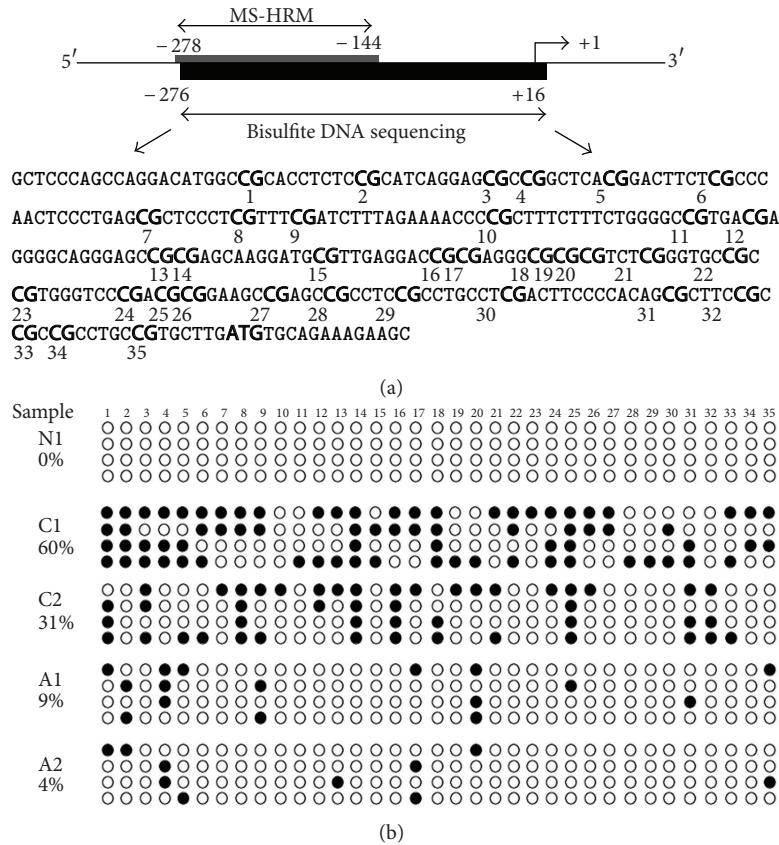 MS-HRM
−278 −144 +1
5′ 3′
−276 +16
Bisulfite DNA sequencing
GCTCCCAGCCAGGACATGGCCGCACCTCTCCGCATCAGGAGCGCCGGCTCACGGACTTCTCGCCC
1 2 3 4 5 6
AACTCCCTGAGCGCTCCCTCGTTTCGATCTTTAGAAAACCCCGCTTTCTTTCTGGGGCCGTGACGA
7 8 9 10 11 12
GGGGCAGGGAGCCGCGAGCAAGGATGCGTTGAGGACCGCGAGGGCGCGCGTCTCGGGTGCCGC
13 14 15 16 17 18 19 20 21 22
CGTGGGTCCCGACGCGGAAGCCGAGCCGCCTCCGCCTGCCTCGACTTCCCCACAGCGCTTCCGC
23 24 25 26 27 28 29 30 31 32
CGCCGCCTGCCGTGCTTGATGTGCAGAAAGAAGC
33 34 35
(a)
Sample 1 2 3 4 5 6 7 8 9 10 11 12 13 14 15 16 17 18 19 20 21 22 23 24 25 26 27 28 29 30 31 32 33 34 35
N1
0%
C1
60%
C2
31%
A1
9%
A2
4%
(b)